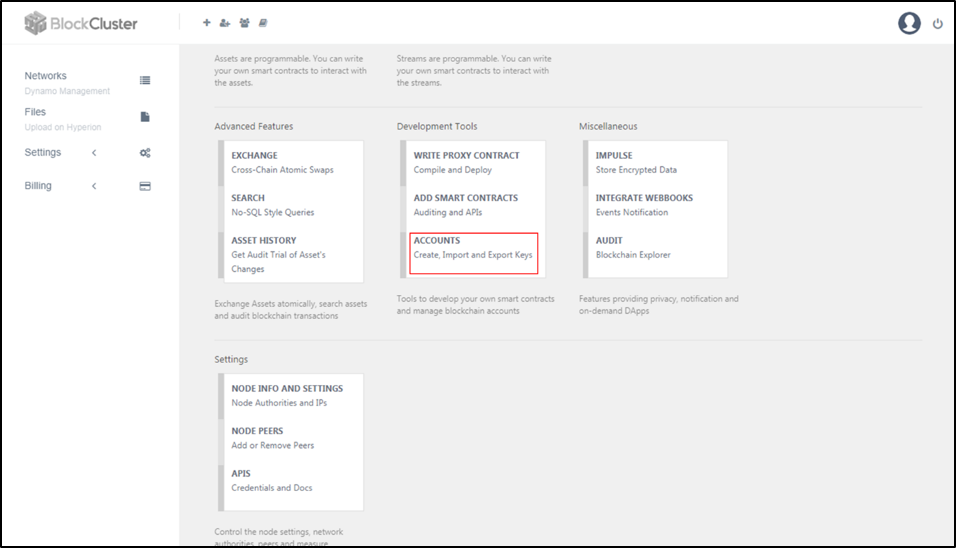 BlockCluster
Networks
Dynamo Management
Files
Upload on Hyperion
Settings
Billing
Assets are programmable. You can write
your own smart contracts to interact with
the assets.
Streams are programmable. You can write
your own smart contracts to interact with
the streams.
Advanced Features
EXCHANGE
Cross-Chain Atomic Swaps
SEARCH
No-SQL Style Queries
ASSET HISTORY
Get Audit Trial of Asset's
Changes
Exchange Assets atomically, search assets
and audit blockchain transactions
Development Tools
WRITE PROXY CONTRACT
Compile and Deploy
ADD SMART CONTRACTS
Auditing and APIs
ACCOUNTS
Create, Import and Export Keys
Tools to develop your own smart contracts
and manage blockchain accounts
Miscellaneous
IMPULSE
Store Encrypted Data
INTEGRATE WEBBOOKS
Events Notification
AUDIT
Blockchain Explorer
Features providing privacy, notification and
on-demand DApps
Settings
NODE INFO AND SETTINGS
Node Authorities and IPs
NODE PEERS
Add or Remove Peers
APIS
Credentials and Docs
Control the node settings, network
authorities, peers and measure